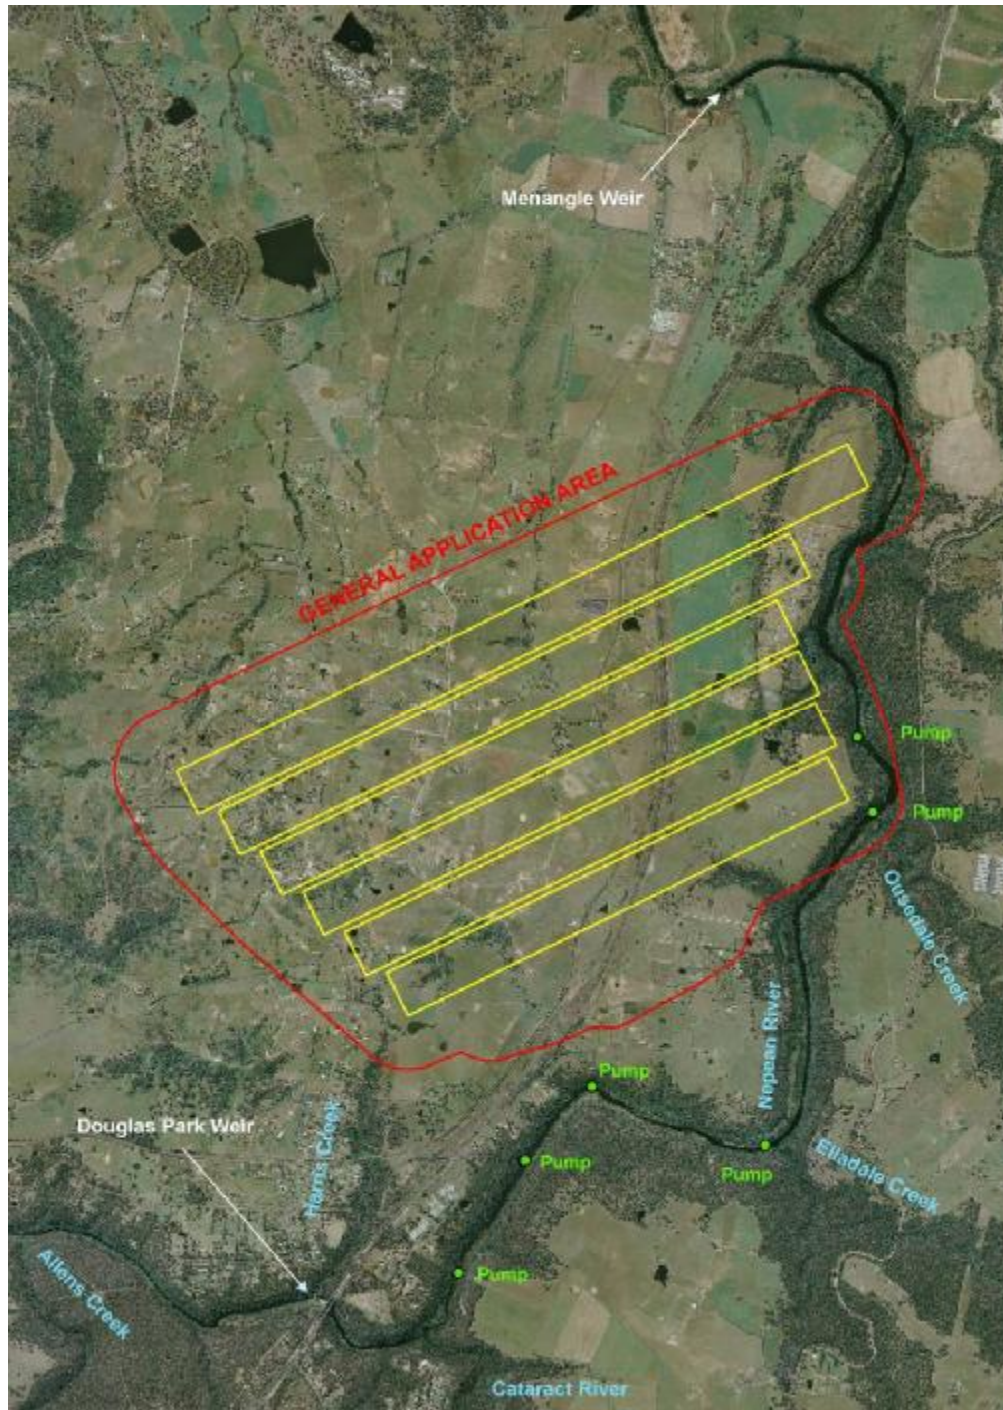 Menangle Weir
GENERAL APPLICATION AREA
Pump
Pump
Ousedale Creek
Nepean River
Pump
Douglas Park Weir
Harris Creek
Pump
Pump
Elladale Creek
Allens Creek
Pump
Cataract River